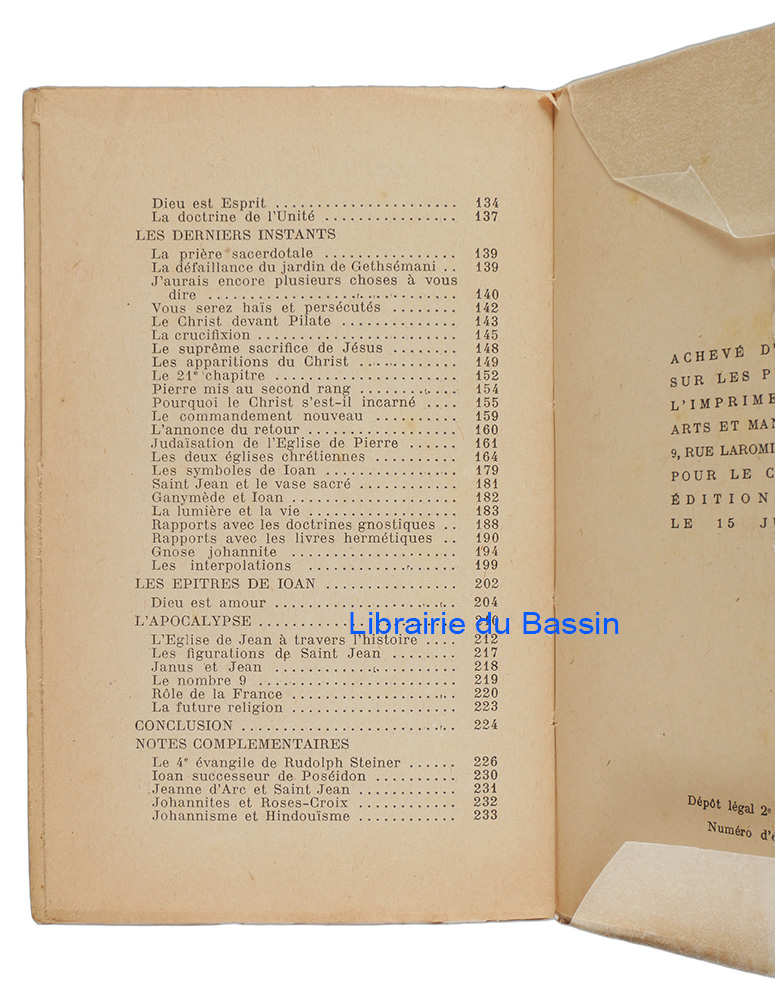 Dieu est Esprit ...................... 134
La doctrine de l'Unité ................ 137
LES DERNIERS INSTANTS
La prière sacerdotale ................ 139
La défaillance du jardin de Gethsémani .. 139
J'aurais encore plusieurs choses à vous
dire .............................. 140
Vous serez haïs et persécutés ........ 142
Le Christ devant Pilate .............. 143
La crucifixion ........................ 145
Le suprême sacrifice de Jésus ........ 148
Les apparitions du Christ ............ 149
Le 21e chapitre ...................... 152
Pierre mis au second rang ............ 154
Pourquoi le Christ s'est-il incarné .... 155
Le commandement nouveau ........ 159
L'annonce du retour .................. 160
Judaïsation de l'Eglise de Pierre ...... 161
Les deux églises chrétiennes .......... 164
Les symboles de Ioan ................ 179
Saint Jean et le vase sacré ............ 181
Ganymède et Ioan .................... 182
La lumière et la vie .................. 183
Rapports avec les doctrines gnostiques .. 188
Rapports avec les livres hermétiques .. 190
Gnose johannite ...................... 194
Les interpolations .................... 199
LES EPITRES DE IOAN ................ 202
Dieu est amour ...................... 204
L'APOCALYPSE ........................ 210
Librairie du Bassin
L'Eglise de Jean à travers l'histoire .... 212
Les figurations de Saint Jean ........ 217
Janus et Jean ........................ 218
Le nombre 9 ........................ 219
Rôle de la France .................... 220
La future religion .................... 223
CONCLUSION .......................... 224
NOTES COMPLEMENTAIRES
Le 4e évangile de Rudolph Steiner ...... 226
Ioan successeur de Poséidon .......... 230
Jeanne d'Arc et Saint Jean ............ 231
Johannites et Roses-Croix ............ 232
Johannisme et Hindouïsme ............ 233
ACHEVÉ D'
SUR LES P
L'IMPRIME
ARTS ET MAN
9, RUE LAROMI
POUR LE C
ÉDITION
LE 15 JU
Dépôt légal 2e
Numéro d'é